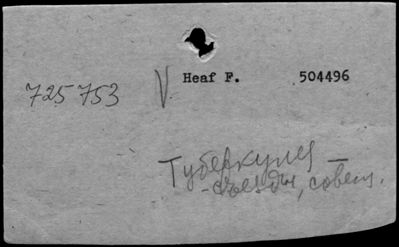 Heaf F. 504496
725753 V
Туберкулез
- съезды, совещ.